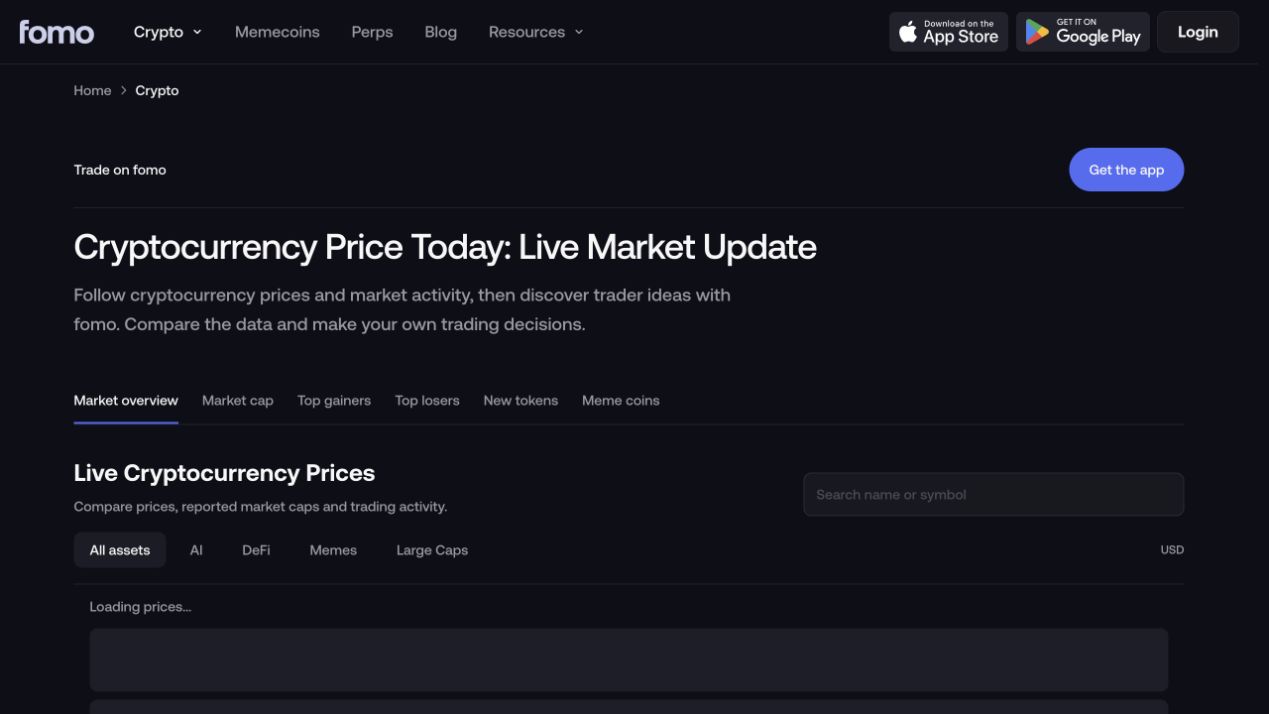 fomo
Crypto
Memecoins
Perps
Blog
Resources
Download on the
App Store
GET IT ON
Google Play
Login
Home
Crypto
Trade on fomo
Get the app
Cryptocurrency Price Today: Live Market Update
Follow cryptocurrency prices and market activity, then discover trader ideas with
fomo. Compare the data and make your own trading decisions.
Market overview
Market cap
Top gainers
Top losers
New tokens
Meme coins
Live Cryptocurrency Prices
Compare prices, reported market caps and trading activity.
Search name or symbol
All assets
AI
DeFi
Memes
Large Caps
USD
Loading prices...